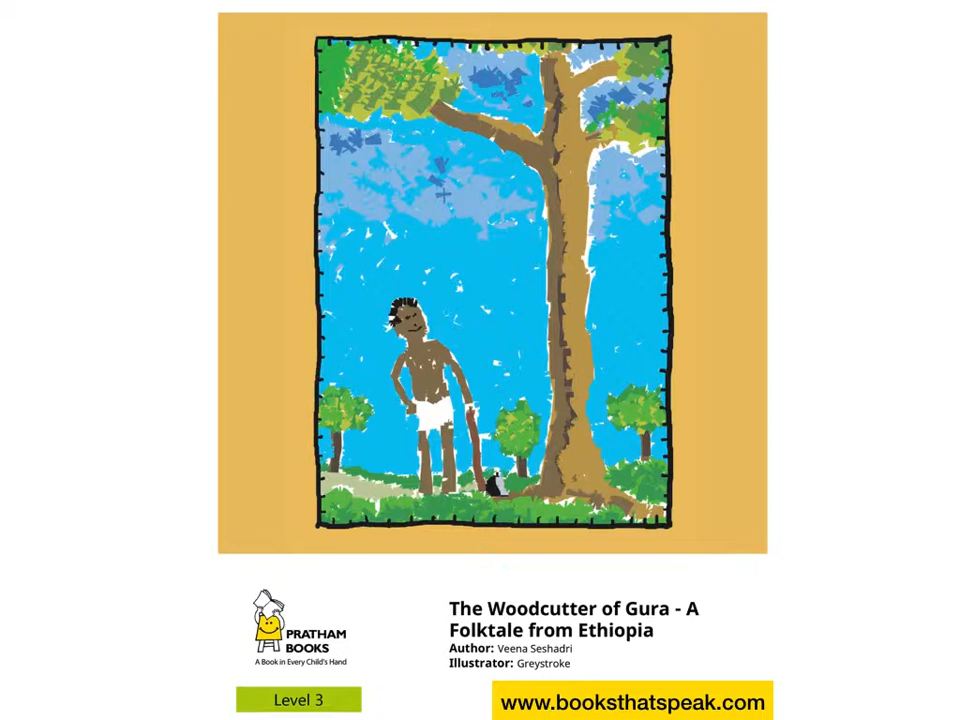 PRATHAM
BOOKS
A Book in Every Child's Hand
Level 3
The Woodcutter of Gura - A
Folktale from Ethiopia
Author: Veena Seshadri
Illustrator: Greystroke
www.booksthatspeak.com